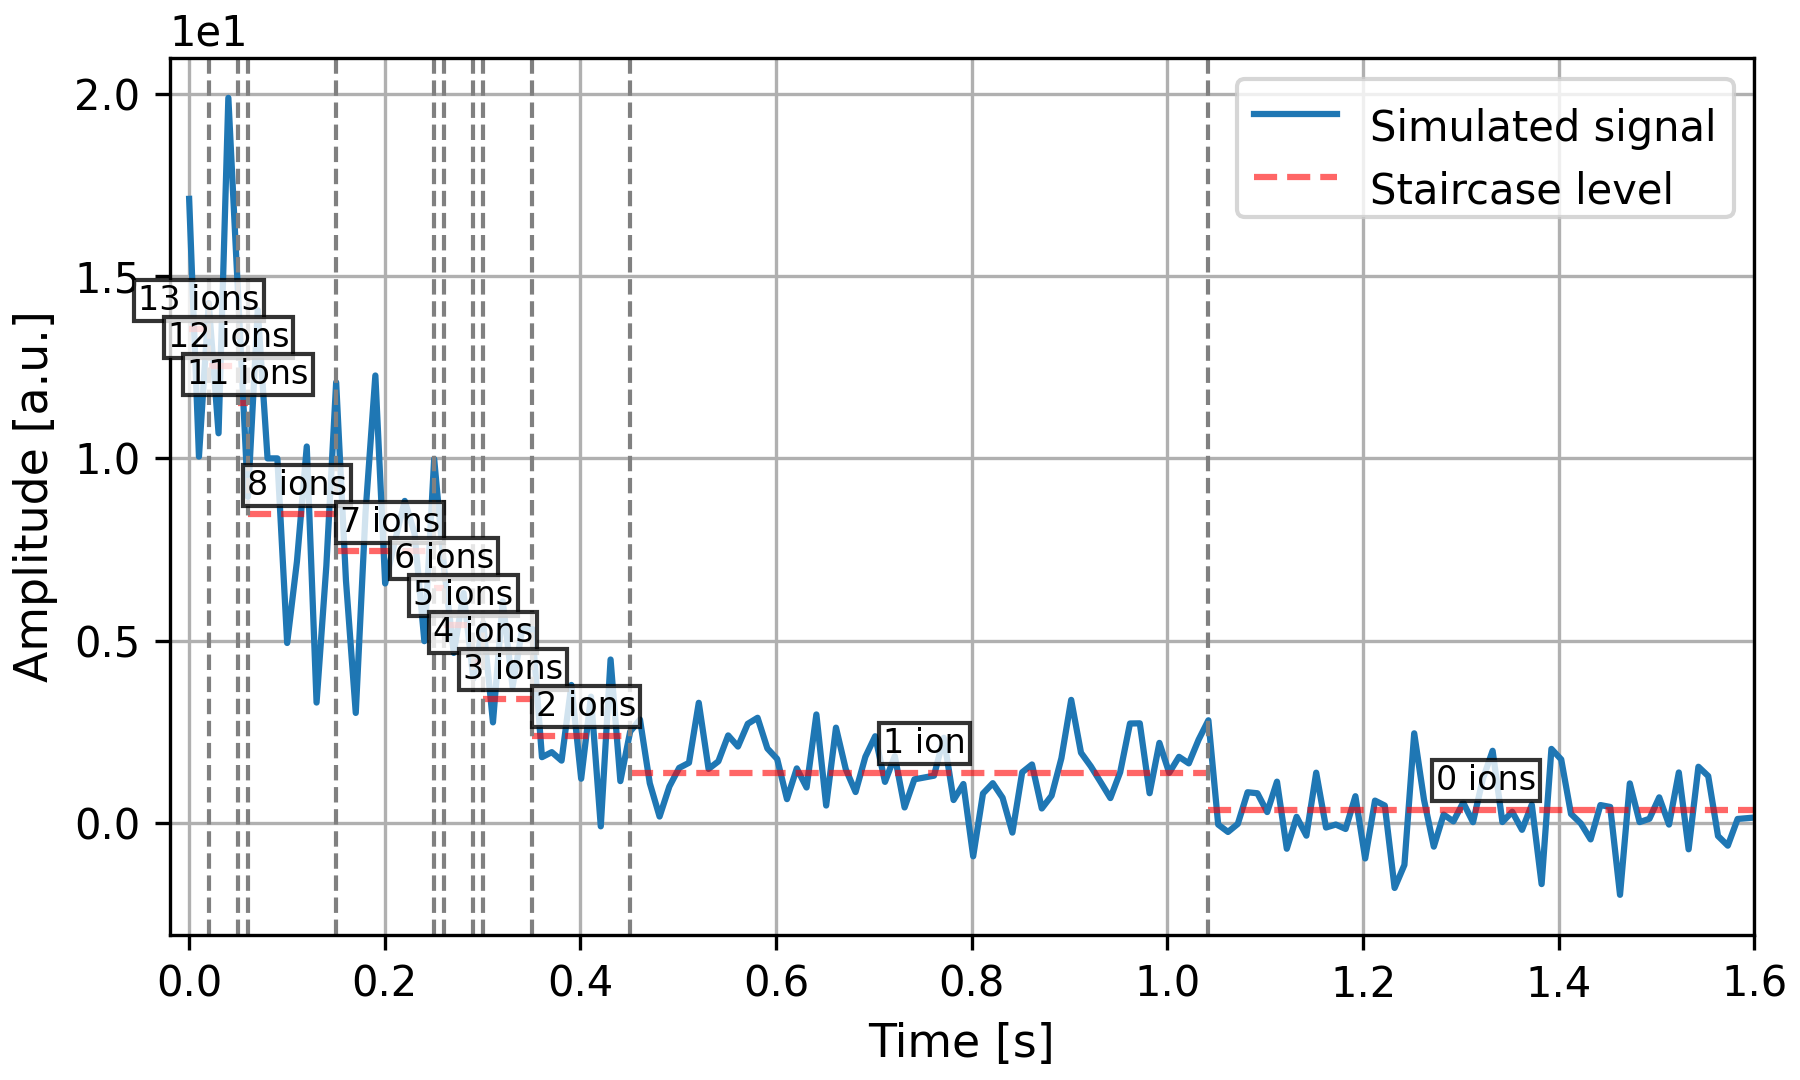 1e1
2.0
1.5
1.0
0.5
0.0
Amplitude [a.u.]
Simulated signal
Staircase level
13 ions
12 ions
11 ions
8 ions
7 ions
6 ions
5 ions
4 ions
3 ions
2 ions
1 ion
0 ions
0.0 0.2 0.4 0.6 0.8 1.0 1.2 1.4 1.6
Time [s]